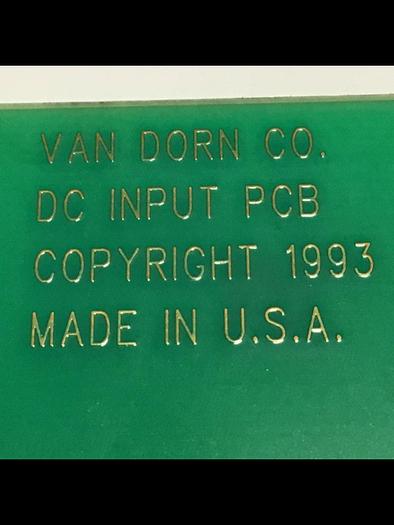 VAN DORN CO.
DC INPUT PCB
COPYRIGHT 1993
MADE IN U.S.A.